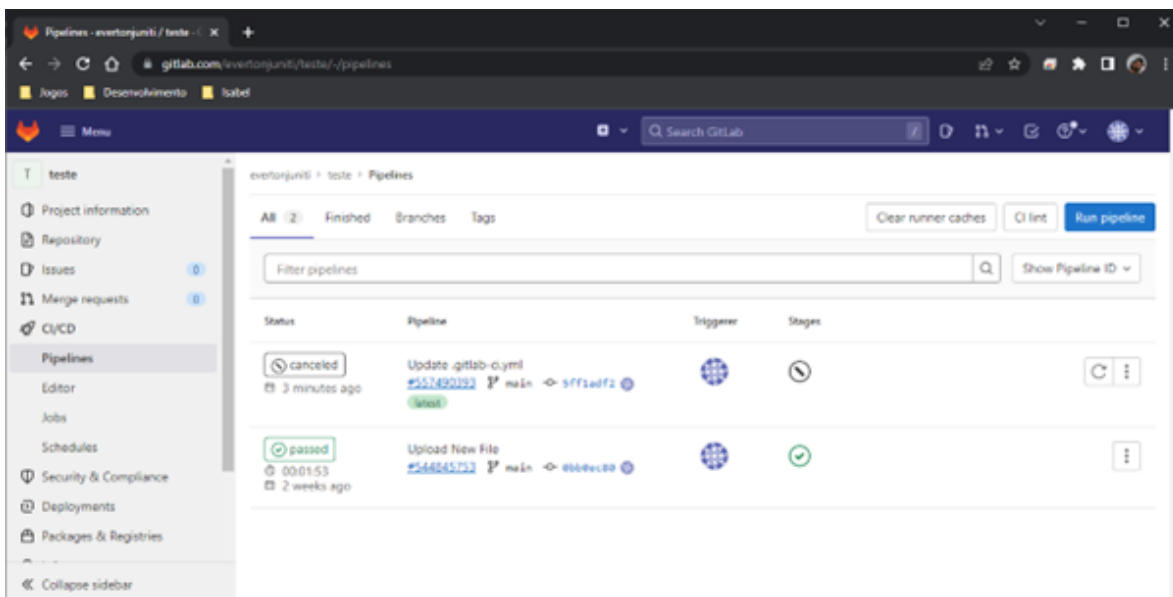 Pipelines - evertonjuniti / teste - G
gitlab.com/evertonjuniti/teste/-/pipelines
Jogos Desenvolvimento Isabel
Menu
Search GitLab
T teste
Project information
Repository
Issues 0
Merge requests 0
CI/CD
Pipelines
Editor
Jobs
Schedules
Security & Compliance
Deployments
Packages & Registries
Collapse sidebar
evertonjuniti > teste > Pipelines
All 2 Finished Branches Tags
Clear runner caches CI lint Run pipeline
Filter pipelines
Show Pipeline ID
Status Pipeline Triggerer Stages
canceled
3 minutes ago
Update .gitlab-ci.yml
#557490393 main 5ff1adf2
latest
passed
00:01:53
2 weeks ago
Upload New File
#544845753 main